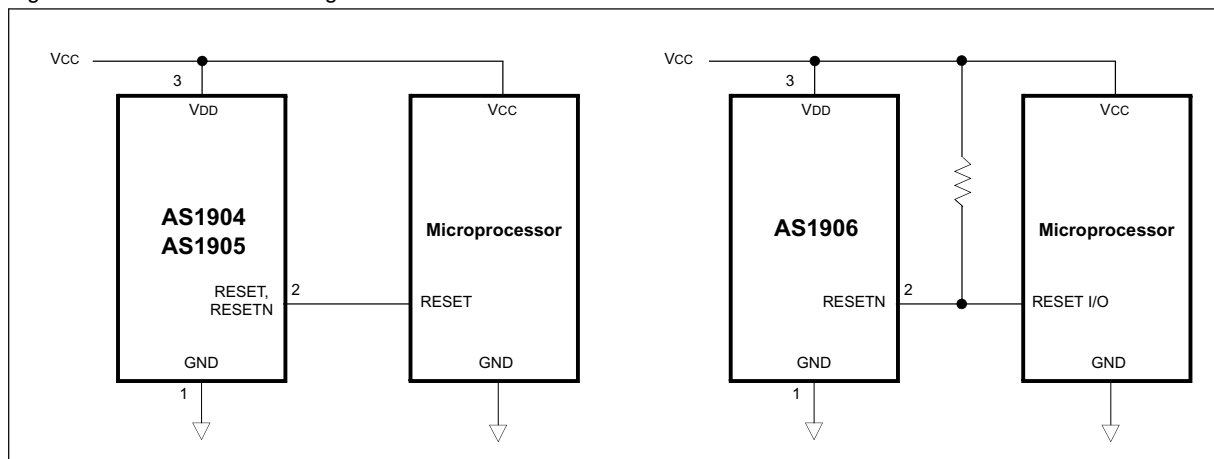 VCC
3
VDD
AS1904
AS1905
RESET,
RESETN
2
GND
1
VCC
Microprocessor
RESET
GND
VCC
3
VDD
AS1906
RESETN
2
GND
1
VCC
Microprocessor
RESET I/O
GND